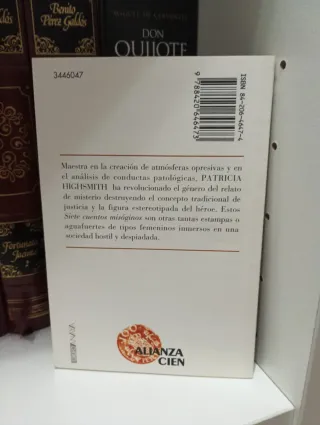 Benito
Pérez Galdós
DON
QUIJOTE
Fortunata
3446047
ISBN 84-206-4647-4
9788420646473
Maestra en la creación de atmósferas opresivas y en
el análisis de conductas patológicas, PATRICIA
HIGHSMITH ha revolucionado el género del relato
de misterio destruyendo el concepto tradicional de
justicia y la figura estereotipada del héroe. Estos
Siete cuentos misóginos son otras tantas estampas o
aguafuertes de tipos femeninos inmersos en una
sociedad hostil y despiadada.
ALIANZA
CIEN